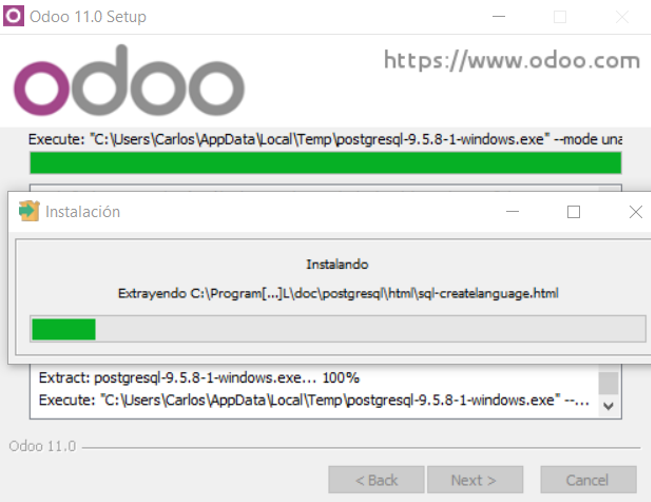 Odoo 11.0 Setup
odoo
https://www.odoo.com
Execute: "C:\Users\Carlos\AppData\Local\Temp\postgresql-9.5.8-1-windows.exe" --mode una
Instalación
Instalando
Extrayendo C:\Program[...]L\doc\postgresql\html\sql-createlanguage.html
Extract: postgresql-9.5.8-1-windows.exe... 100%
Execute: "C:\Users\Carlos\AppData\Local\Temp\postgresql-9.5.8-1-windows.exe" --...
Odoo 11.0
< Back
Next >
Cancel